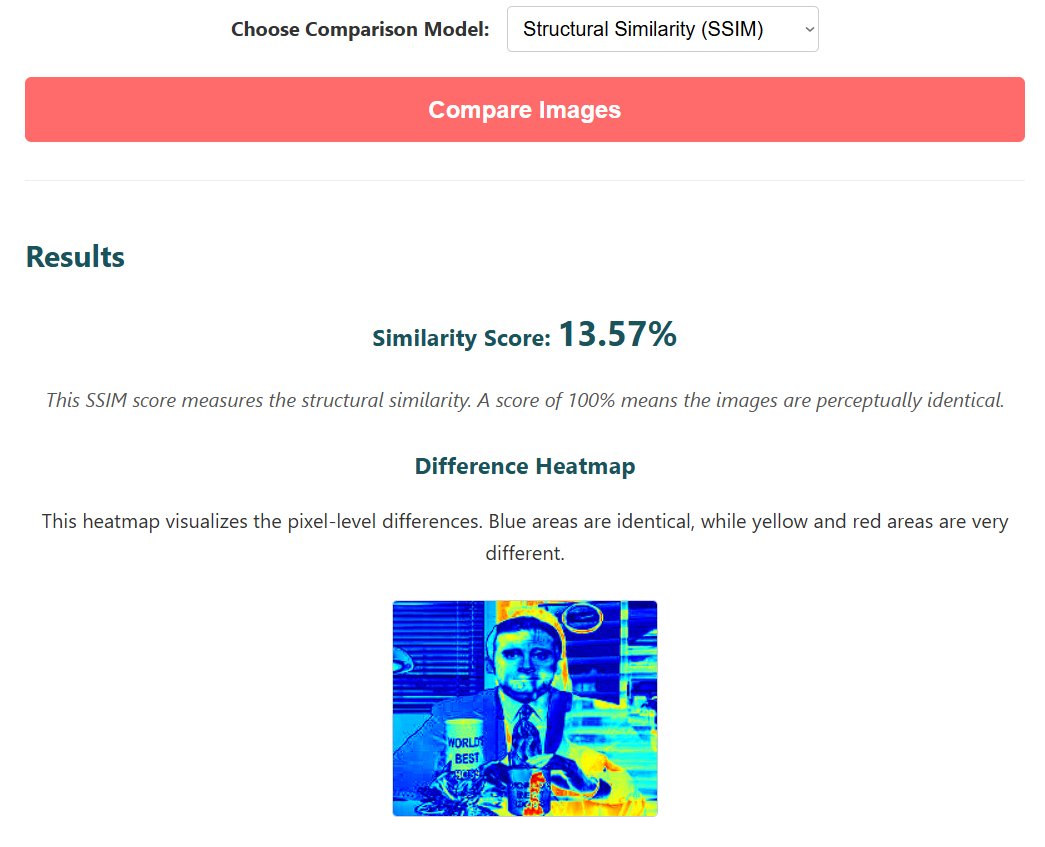 Choose Comparison Model:
Structural Similarity (SSIM)
Compare Images
Results
Similarity Score: 13.57%
This SSIM score measures the structural similarity. A score of 100% means the images are perceptually identical.
Difference Heatmap
This heatmap visualizes the pixel-level differences. Blue areas are identical, while yellow and red areas are very
different.
WORLD'S
BEST